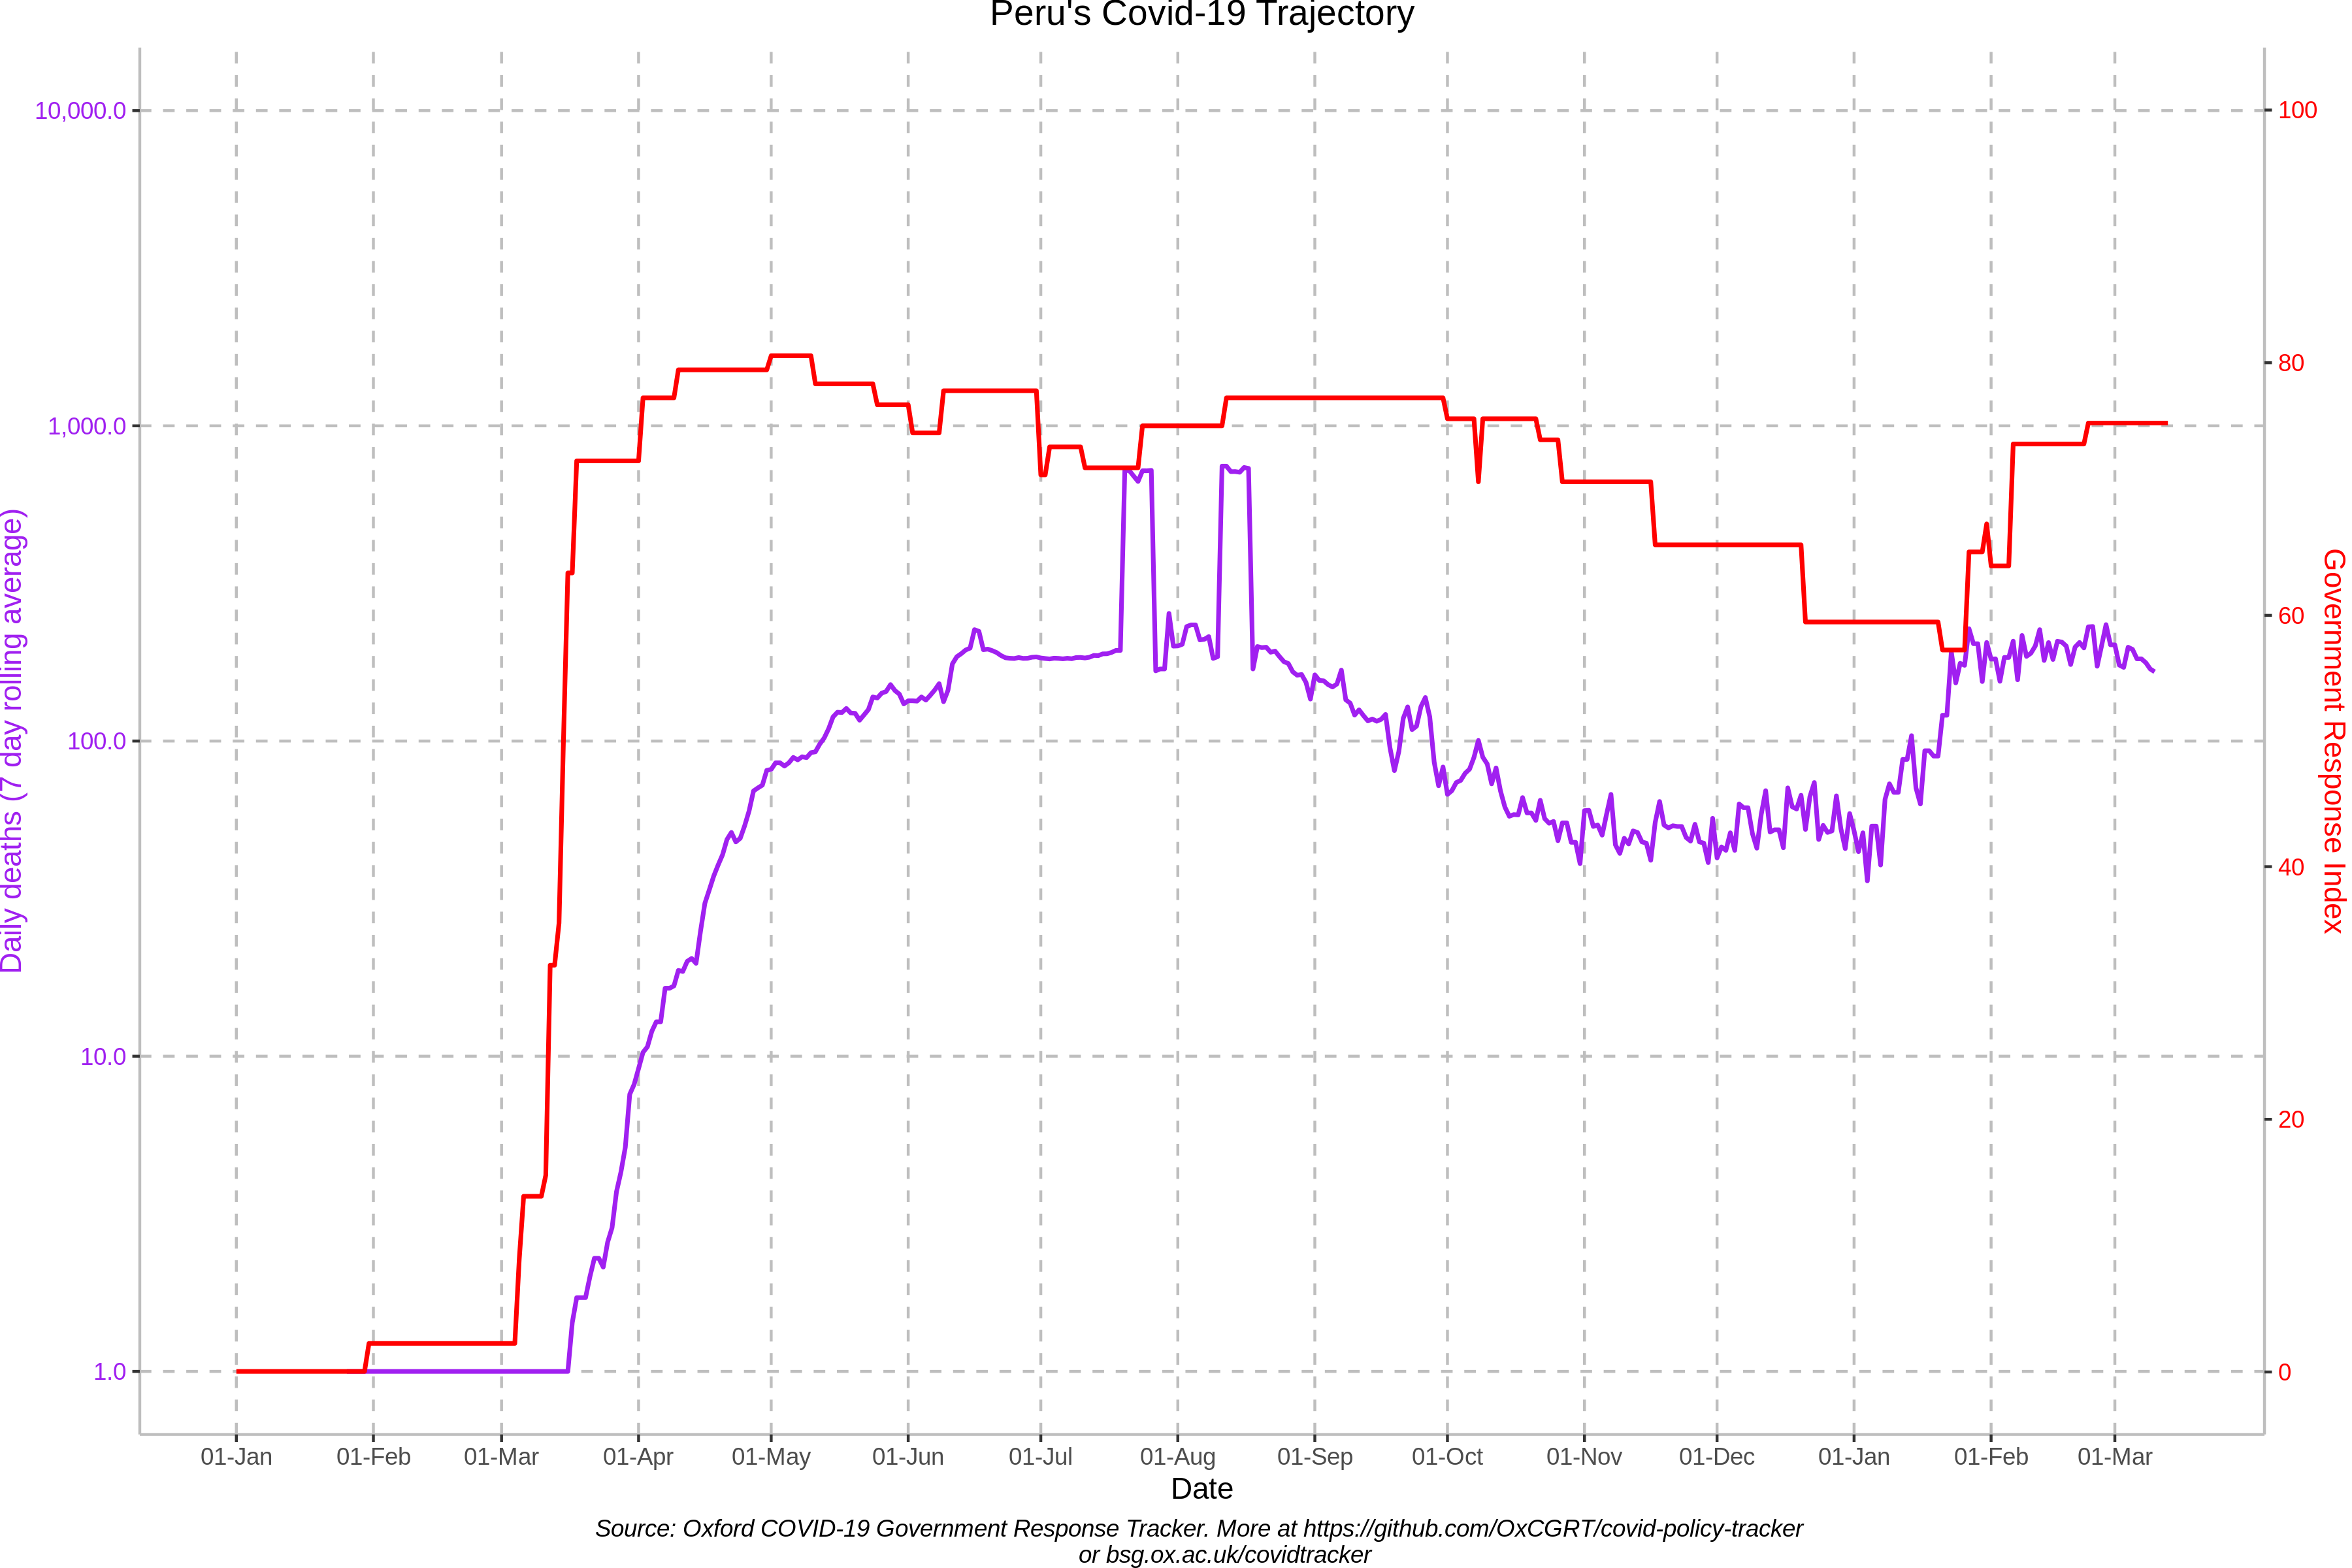 Peru's Covid-19 Trajectory
10,000.0
1,000.0
100.0
10.0
1.0
Daily deaths (7 day rolling average)
100
80
60
40
20
0
Government Response Index
01-Jan 01-Feb 01-Mar 01-Apr 01-May 01-Jun 01-Jul 01-Aug 01-Sep 01-Oct 01-Nov 01-Dec 01-Jan 01-Feb 01-Mar
Date
Source: Oxford COVID-19 Government Response Tracker. More at https://github.com/OxCGRT/covid-policy-tracker
or bsg.ox.ac.uk/covidtracker